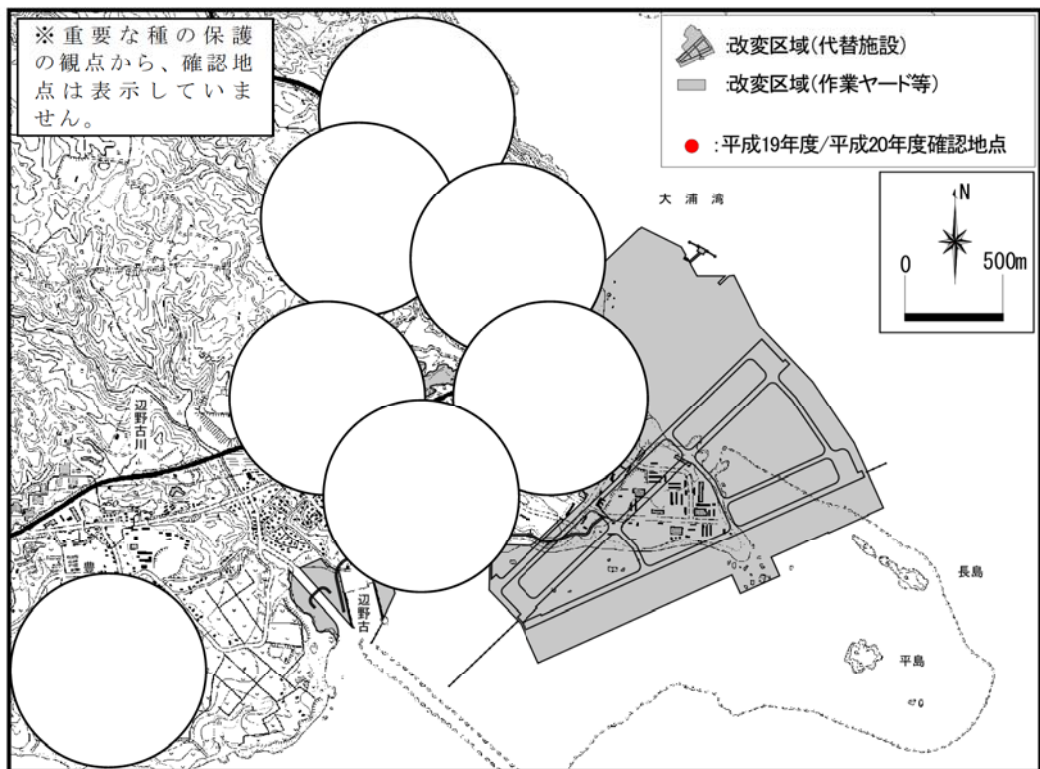 ※重要な種の保護
の観点から、確認地
点は表示していま
せん。
:改変区域(代替施設)
:改変区域(作業ヤード等)
:平成19年度/平成20年度確認地点
大浦湾
N
0 500m
辺野古川
豊
辺野古
長島
平島